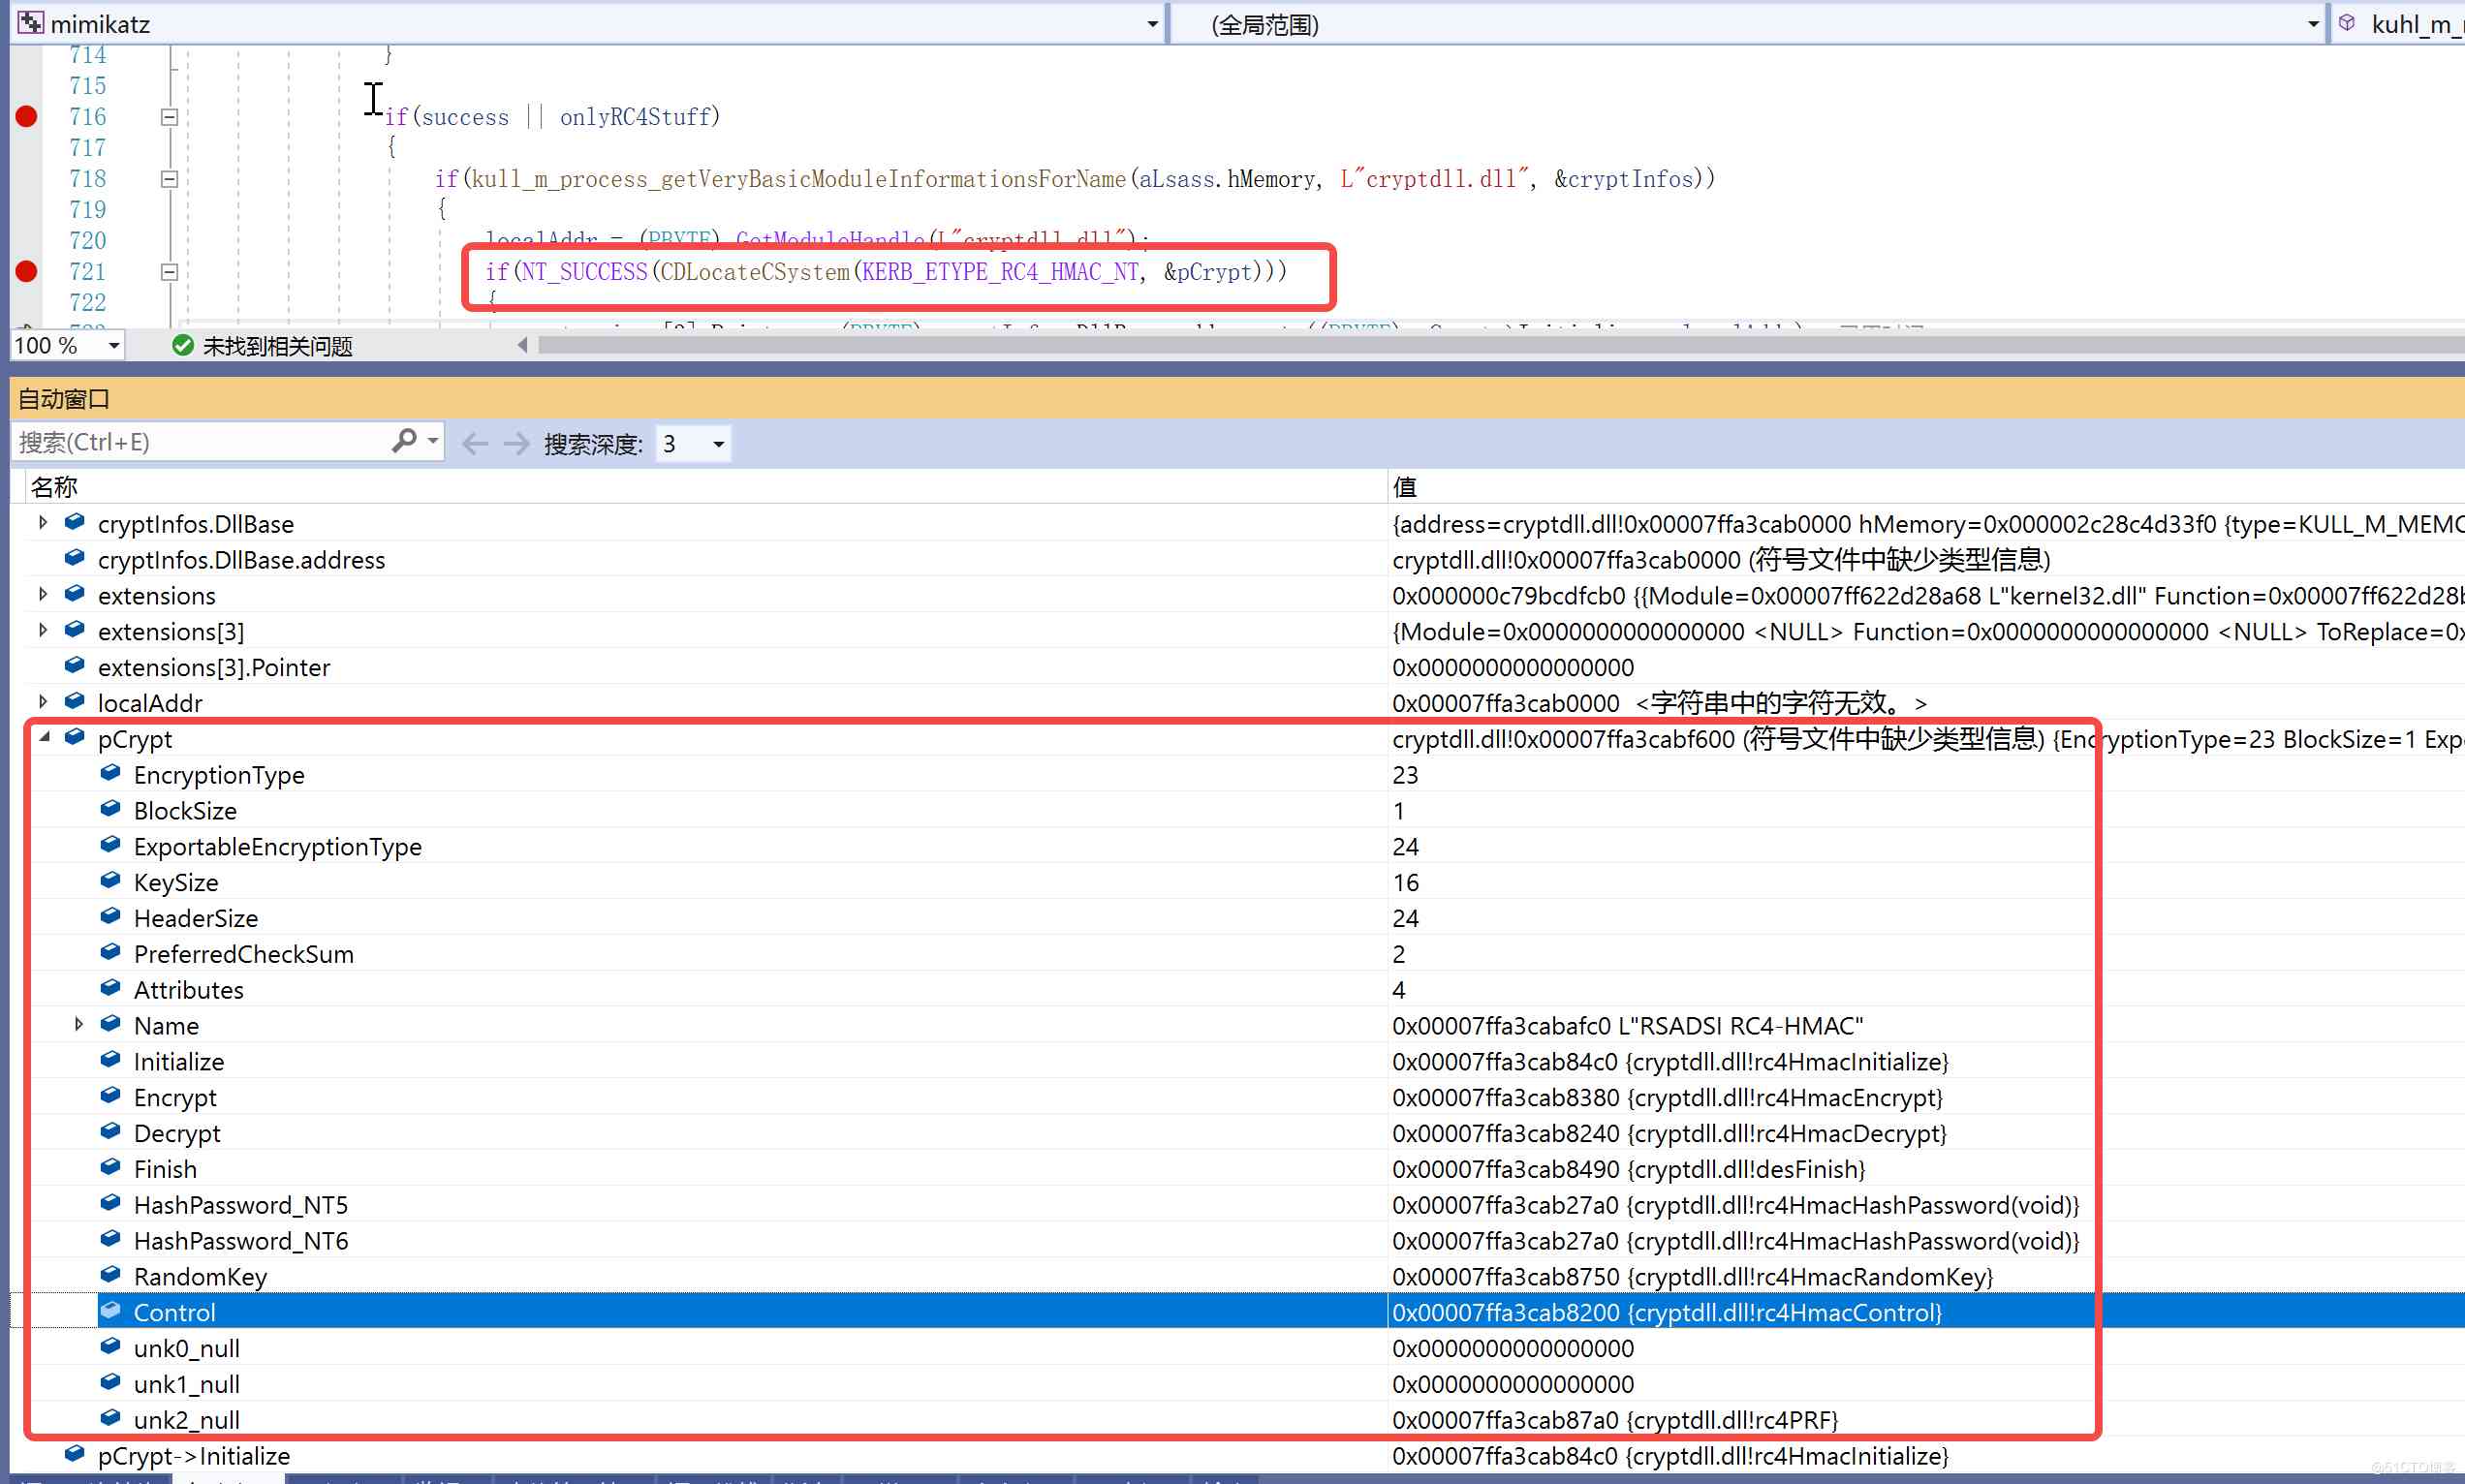 mimikatz (全局范围) kuhl_m_
714 }
715
716 if(success || onlyRC4Stuff)
717 {
718 if(kull_m_process_getVeryBasicModuleInformationsForName(aLsass.hMemory, L"cryptdll.dll", &cryptInfos))
719 {
720 localAddr = (PBYTE) GetModuleHandle(L"cryptdll.dll");
721 if(NT_SUCCESS(CDLocateCSystem(KERB_ETYPE_RC4_HMAC_NT, &pCrypt)))
722 {
100 % 未找到相关问题
自动窗口
搜索(Ctrl+E) 搜索深度: 3
名称 值
cryptInfos.DllBase {address=cryptdll.dll!0x00007ffa3cab0000 hMemory=0x000002c28c4d33f0 {type=KULL_M_MEMO
cryptInfos.DllBase.address cryptdll.dll!0x00007ffa3cab0000 (符号文件中缺少类型信息)
extensions 0x000000c79bcdfcb0 {{Module=0x00007ff622d28a68 L"kernel32.dll" Function=0x00007ff622d28b
extensions[3] {Module=0x0000000000000000 <NULL> Function=0x0000000000000000 <NULL> ToReplace=0x
extensions[3].Pointer 0x0000000000000000
localAddr 0x00007ffa3cab0000 <字符串中的字符无效。>
pCrypt cryptdll.dll!0x00007ffa3cabf600 (符号文件中缺少类型信息) {EncryptionType=23 BlockSize=1 Expo
EncryptionType 23
BlockSize 1
ExportableEncryptionType 24
KeySize 16
HeaderSize 24
PreferredCheckSum 2
Attributes 4
Name 0x00007ffa3cabafc0 L"RSADSI RC4-HMAC"
Initialize 0x00007ffa3cab84c0 {cryptdll.dll!rc4HmacInitialize}
Encrypt 0x00007ffa3cab8380 {cryptdll.dll!rc4HmacEncrypt}
Decrypt 0x00007ffa3cab8240 {cryptdll.dll!rc4HmacDecrypt}
Finish 0x00007ffa3cab8490 {cryptdll.dll!desFinish}
HashPassword_NT5 0x00007ffa3cab27a0 {cryptdll.dll!rc4HmacHashPassword(void)}
HashPassword_NT6 0x00007ffa3cab27a0 {cryptdll.dll!rc4HmacHashPassword(void)}
RandomKey 0x00007ffa3cab8750 {cryptdll.dll!rc4HmacRandomKey}
Control 0x00007ffa3cab8200 {cryptdll.dll!rc4HmacControl}
unk0_null 0x0000000000000000
unk1_null 0x0000000000000000
unk2_null 0x00007ffa3cab87a0 {cryptdll.dll!rc4PRF}
pCrypt->Initialize 0x00007ffa3cab84c0 {cryptdll.dll!rc4HmacInitialize}
@51CTO博客